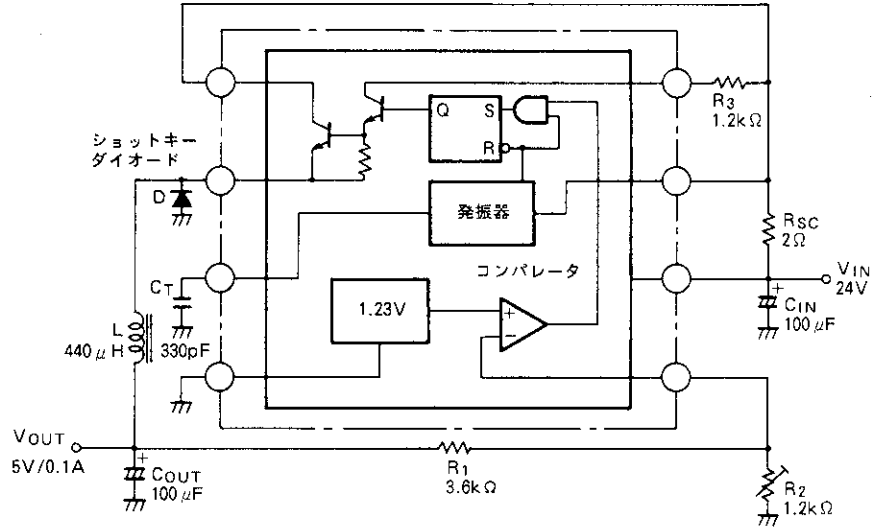 ショットキー
ダイオード
D
CT
330pF
L
440μH
VOUT
5V/0.1A
+
COUT
100μF
Q
S
R
発振器
コンパレータ
1.23V
+
−
R3
1.2kΩ
RSC
2Ω
VIN
24V
+
CIN
100μF
R1
3.6kΩ
R2
1.2kΩ